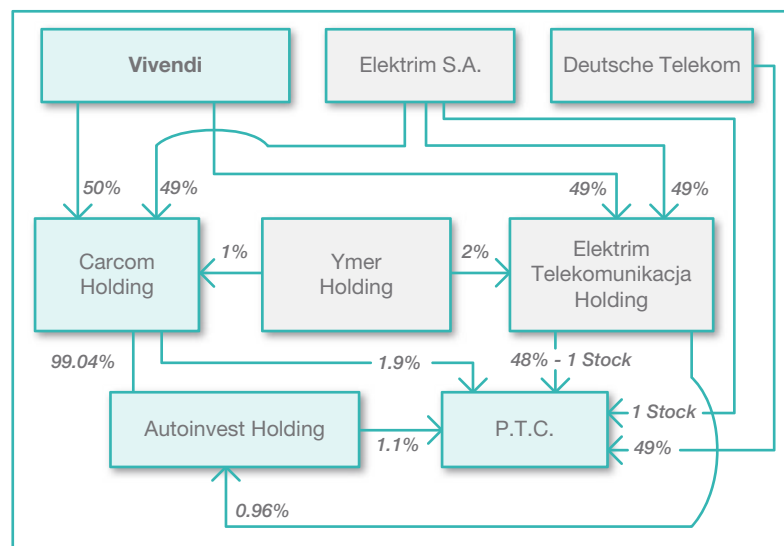 Vivendi
Elektrim S.A.
Deutsche Telekom
50%
49%
49%
49%
Carcom
Holding
1%
Ymer
Holding
2%
Elektrim
Telekomunikacja
Holding
99.04%
1.9%
48% - 1 Stock
Autoinvest Holding
1.1%
P.T.C.
1 Stock
49%
0.96%